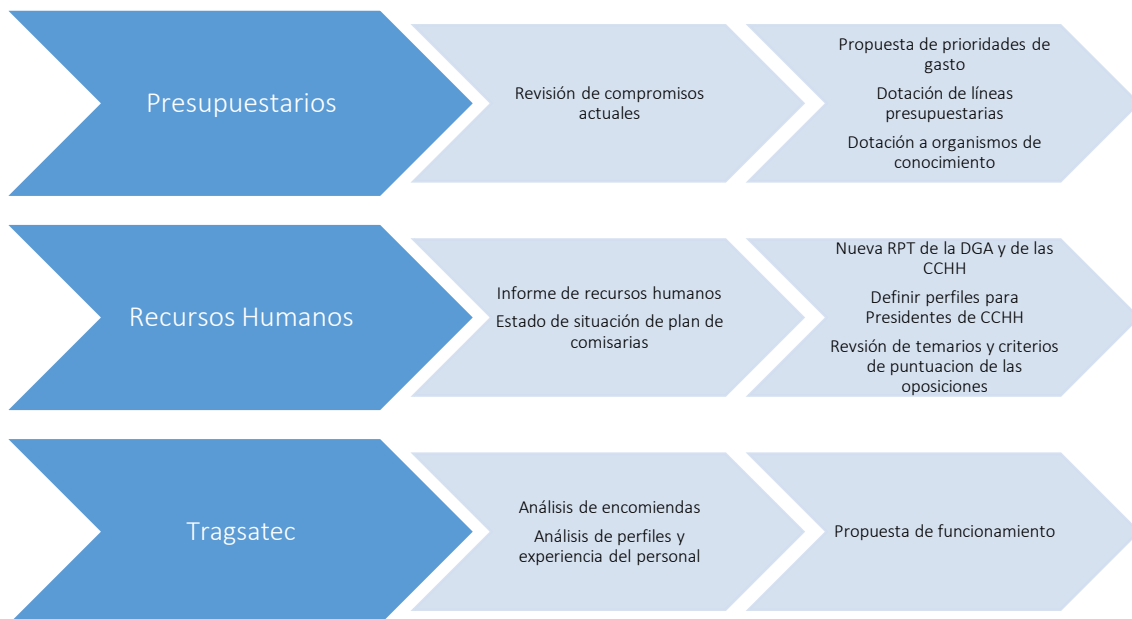 Presupuestarios
Revisión de compromisos
actuales
Propuesta de prioridades de
gasto
Dotación de líneas
presupuestarias
Dotación a organismos de
conocimiento
Recursos Humanos
Informe de recursos humanos
Estado de situación de plan de
comisarias
Nueva RPT de la DGA y de las
CCHH
Definir perfiles para
Presidentes de CCHH
Revsión de temarios y criterios
de puntuacion de las
oposiciones
Tragsatec
Análisis de encomiendas
Análisis de perfiles y
experiencia del personal
Propuesta de funcionamiento